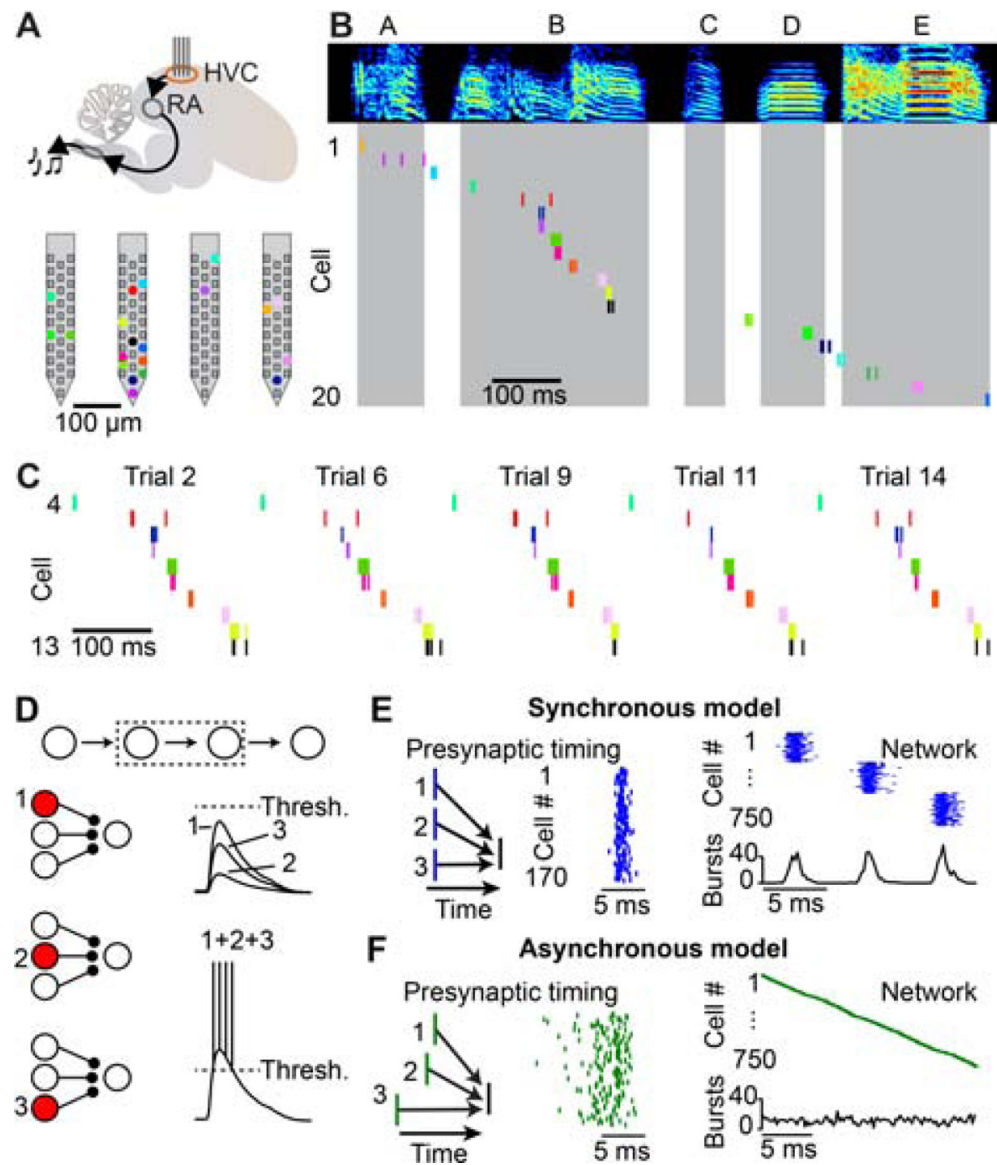 A
HVC
RA
100 µm
B
A B C D E
1
Cell
20
100 ms
C
Trial 2 Trial 6 Trial 9 Trial 11 Trial 14
4
Cell
13
100 ms
D
1
2
3
Thresh.
1
3
2
1+2+3
Thresh.
E
Synchronous model
Presynaptic timing
1
2
3
Time
1
Cell #
170
5 ms
Network
Cell #
1
⋮
750
Bursts
40
0
5 ms
F
Asynchronous model
Presynaptic timing
1
2
3
Time
5 ms
Network
Cell #
1
⋮
750
Bursts
40
0
5 ms